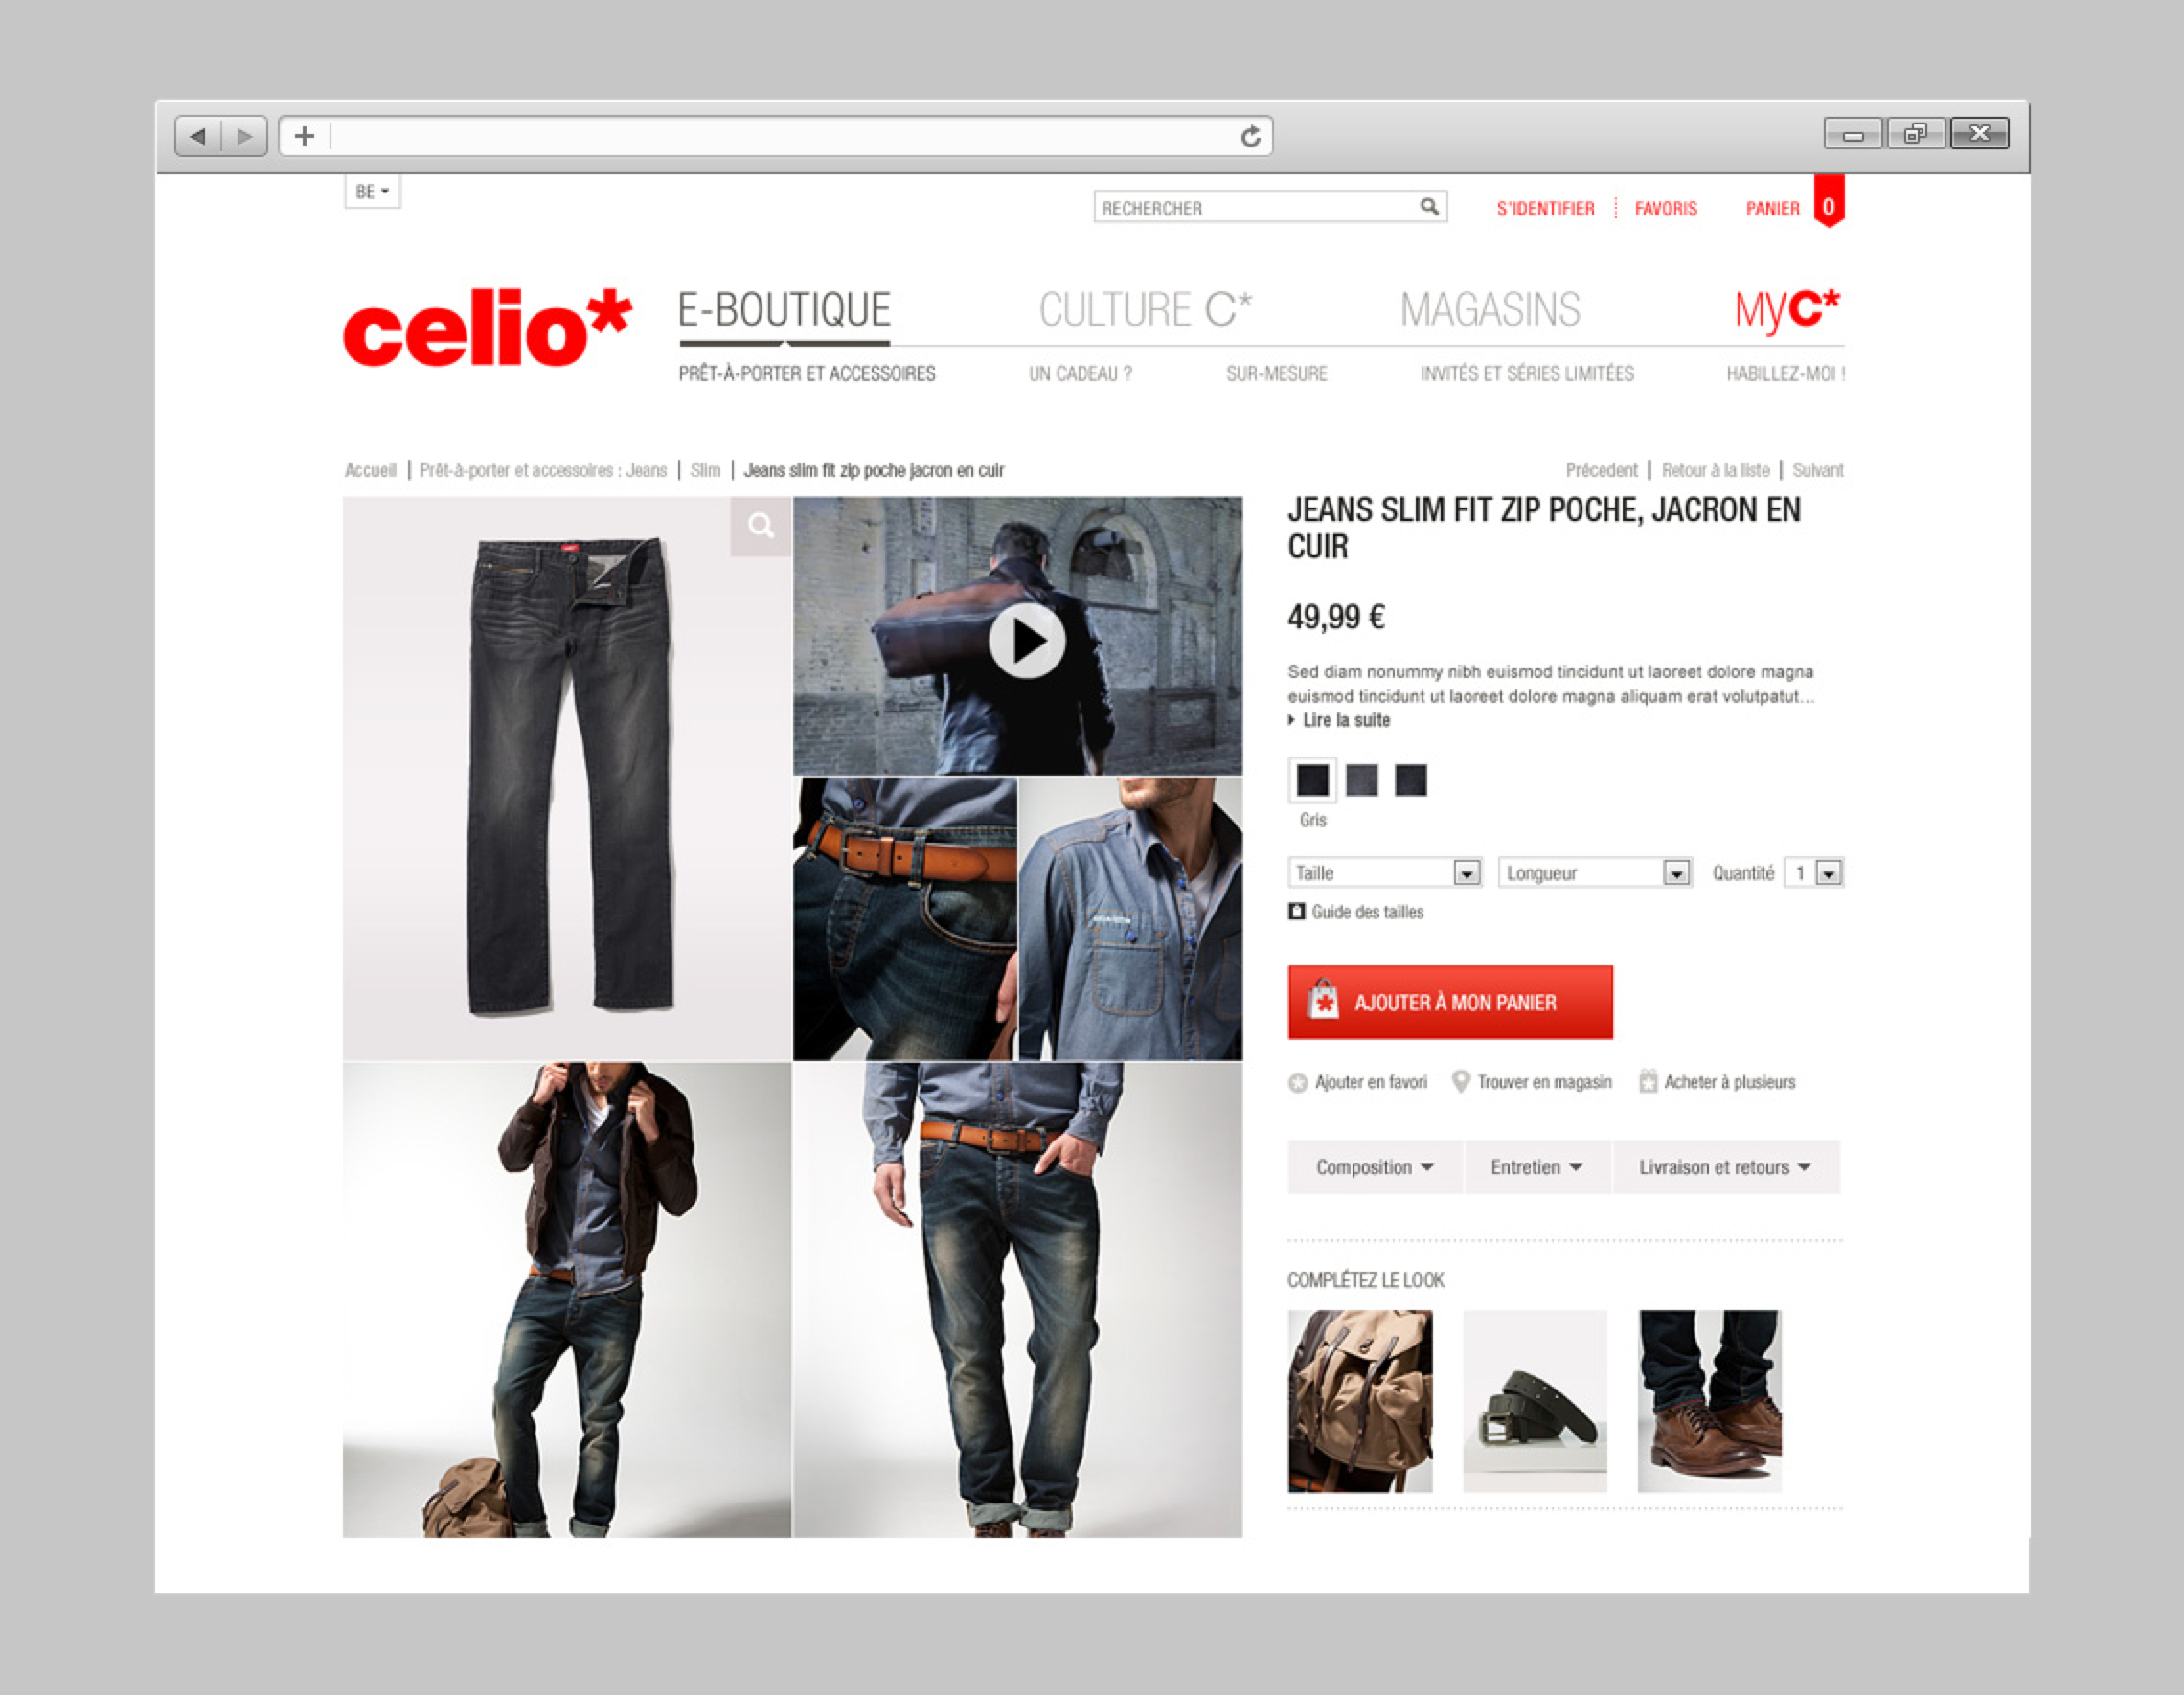 BE
RECHERCHER
S'IDENTIFIER
FAVORIS
PANIER 0
celio*
E-BOUTIQUE
CULTURE C*
MAGASINS
MyC*
PRÊT-À-PORTER ET ACCESSOIRES
UN CADEAU ?
SUR-MESURE
INVITÉS ET SÉRIES LIMITÉES
HABILLEZ-MOI !
Accueil | Prêt-à-porter et accessoires : Jeans | Slim | Jeans slim fit zip poche jacron en cuir
Précedent | Retour à la liste | Suivant
JEANS SLIM FIT ZIP POCHE, JACRON EN
CUIR
49,99 €
Sed diam nonummy nibh euismod tincidunt ut laoreet dolore magna
euismod tincidunt ut laoreet dolore magna aliquam erat volutpatut...
Lire la suite
Gris
Taille
Longueur
Quantité 1
Guide des tailles
AJOUTER À MON PANIER
Ajouter en favori
Trouver en magasin
Acheter à plusieurs
Composition
Entretien
Livraison et retours
COMPLÉTEZ LE LOOK